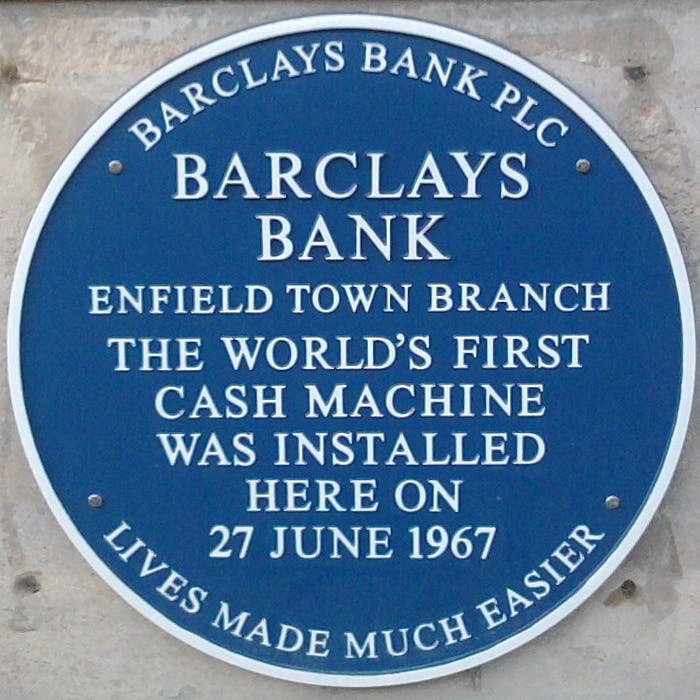 BARCLAYS BANK PLC
BARCLAYS
BANK
ENFIELD TOWN BRANCH
THE WORLD'S FIRST
CASH MACHINE
WAS INSTALLED
HERE ON
27 JUNE 1967
LIVES MADE MUCH EASIER